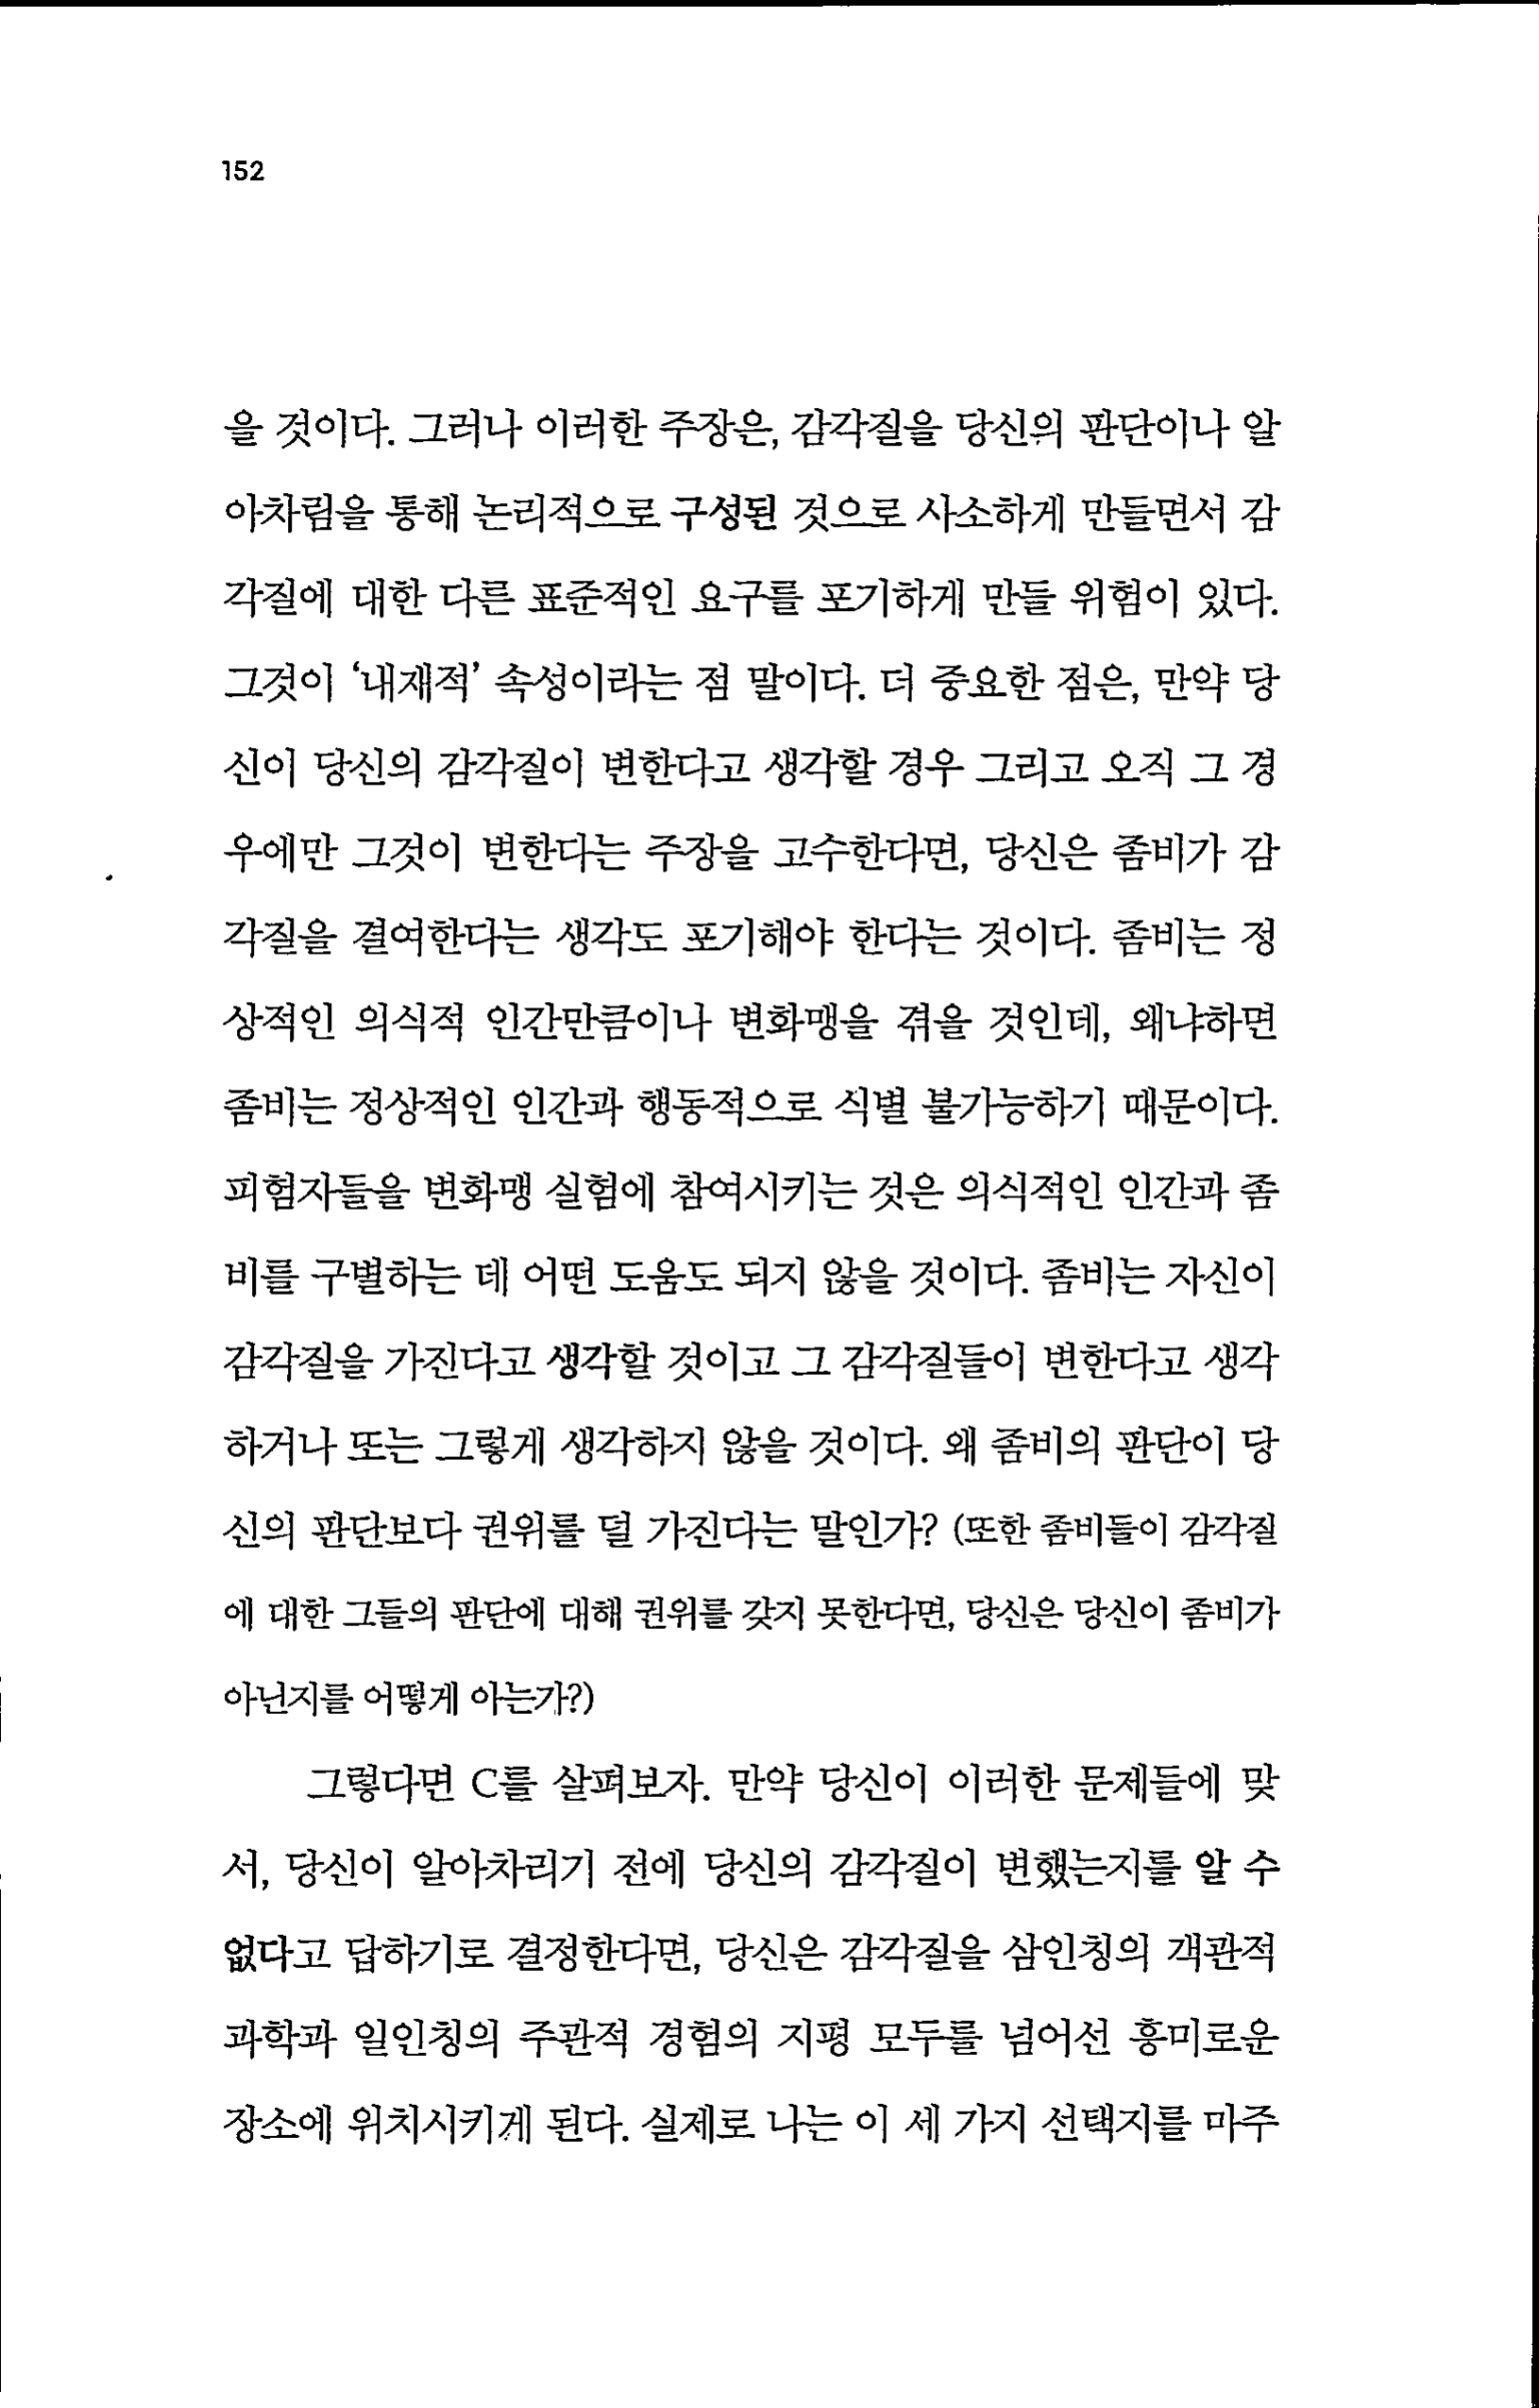 152
을 것이다. 그러나 이러한 주장은, 감각질을 당신의 판단이나 알
아차림을 통해 논리적으로 구성된 것으로 사소하게 만들면서 감
각질에 대한 다른 표준적인 요구를 포기하게 만들 위험이 있다.
그것이 ‘내재적’ 속성이라는 점 말이다. 더 중요한 점은, 만약 당
신이 당신의 감각질이 변한다고 생각할 경우 그리고 오직 그 경
우에만 그것이 변한다는 주장을 고수한다면, 당신은 좀비가 감
각질을 결여한다는 생각도 포기해야 한다는 것이다. 좀비는 정
상적인 의식적 인간만큼이나 변화맹을 겪을 것인데, 왜냐하면
좀비는 정상적인 인간과 행동적으로 식별 불가능하기 때문이다.
피험자들을 변화맹 실험에 참여시키는 것은 의식적인 인간과 좀
비를 구별하는 데 어떤 도움도 되지 않을 것이다. 좀비는 자신이
감각질을 가진다고 생각할 것이고 그 감각질들이 변한다고 생각
하거나 또는 그렇게 생각하지 않을 것이다. 왜 좀비의 판단이 당
신의 판단보다 권위를 덜 가진다는 말인가? (또한 좀비들이 감각질
에 대한 그들의 판단에 대해 권위를 갖지 못한다면, 당신은 당신이 좀비가
아닌지를 어떻게 아는가?)
그렇다면 C를 살펴보자. 만약 당신이 이러한 문제들에 맞
서, 당신이 알아차리기 전에 당신의 감각질이 변했는지를 알 수
없다고 답하기로 결정한다면, 당신은 감각질을 삼인칭의 객관적
과학과 일인칭의 주관적 경험의 지평 모두를 넘어선 흥미로운
장소에 위치시키게 된다. 실제로 나는 이 세 가지 선택지를 마주